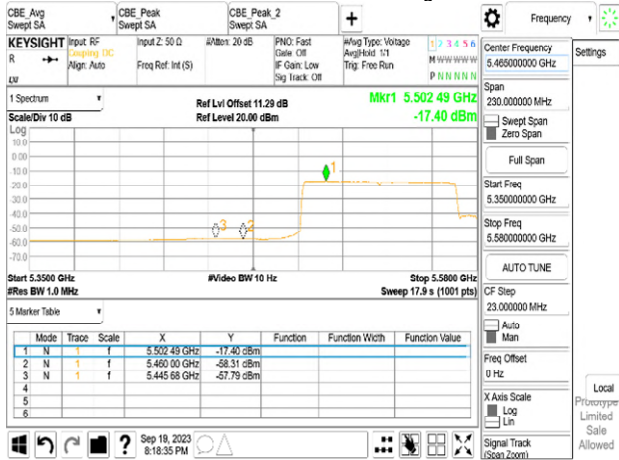 CBE_Avg
Swept SA
CBE_Peak
Swept SA
CBE_Peak_2
Swept SA
+
Frequency
KEYSIGHT
R
Input: RF
Coupling: DC
Align: Auto
Input Z: 50 Ω
Freq Ref: Int (S)
#Atten: 20 dB
PNO: Fast
Gate: Off
IF Gain: Low
Sig Track: Off
#Avg Type: Voltage
Avg|Hold: 1/1
Trig: Free Run
1 2 3 4 5 6
M W W W W W
P N N N N N
1 Spectrum
Scale/Div 10 dB
Log
Ref Lvl Offset 11.29 dB
Ref Level 20.00 dBm
Mkr1 5.502 49 GHz
-17.40 dBm
10.0
0.00
-10.0
-20.0
-30.0
-40.0
-50.0
-60.0
-70.0
1
3
2
Start 5.3500 GHz
#Res BW 1.0 MHz
#Video BW 10 Hz
Stop 5.5800 GHz
Sweep 17.9 s (1001 pts)
5 Marker Table
Mode Trace Scale X Y Function Function Width Function Value
1 N 1 f 5.502 49 GHz -17.40 dBm
2 N 1 f 5.460 00 GHz -58.31 dBm
3 N 1 f 5.445 68 GHz -57.79 dBm
4
5
6
Sep 19, 2023
8:18:35 PM
?
Center Frequency
5.465000000 GHz
Settings
Span
230.000000 MHz
Swept Span
Zero Span
Full Span
Start Freq
5.350000000 GHz
Stop Freq
5.580000000 GHz
AUTO TUNE
CF Step
23.000000 MHz
Auto
Man
Freq Offset
0 Hz
X Axis Scale
Log
Lin
Signal Track
(Span Zoom)
Local
Prototype
Limited
Sale
Allowed